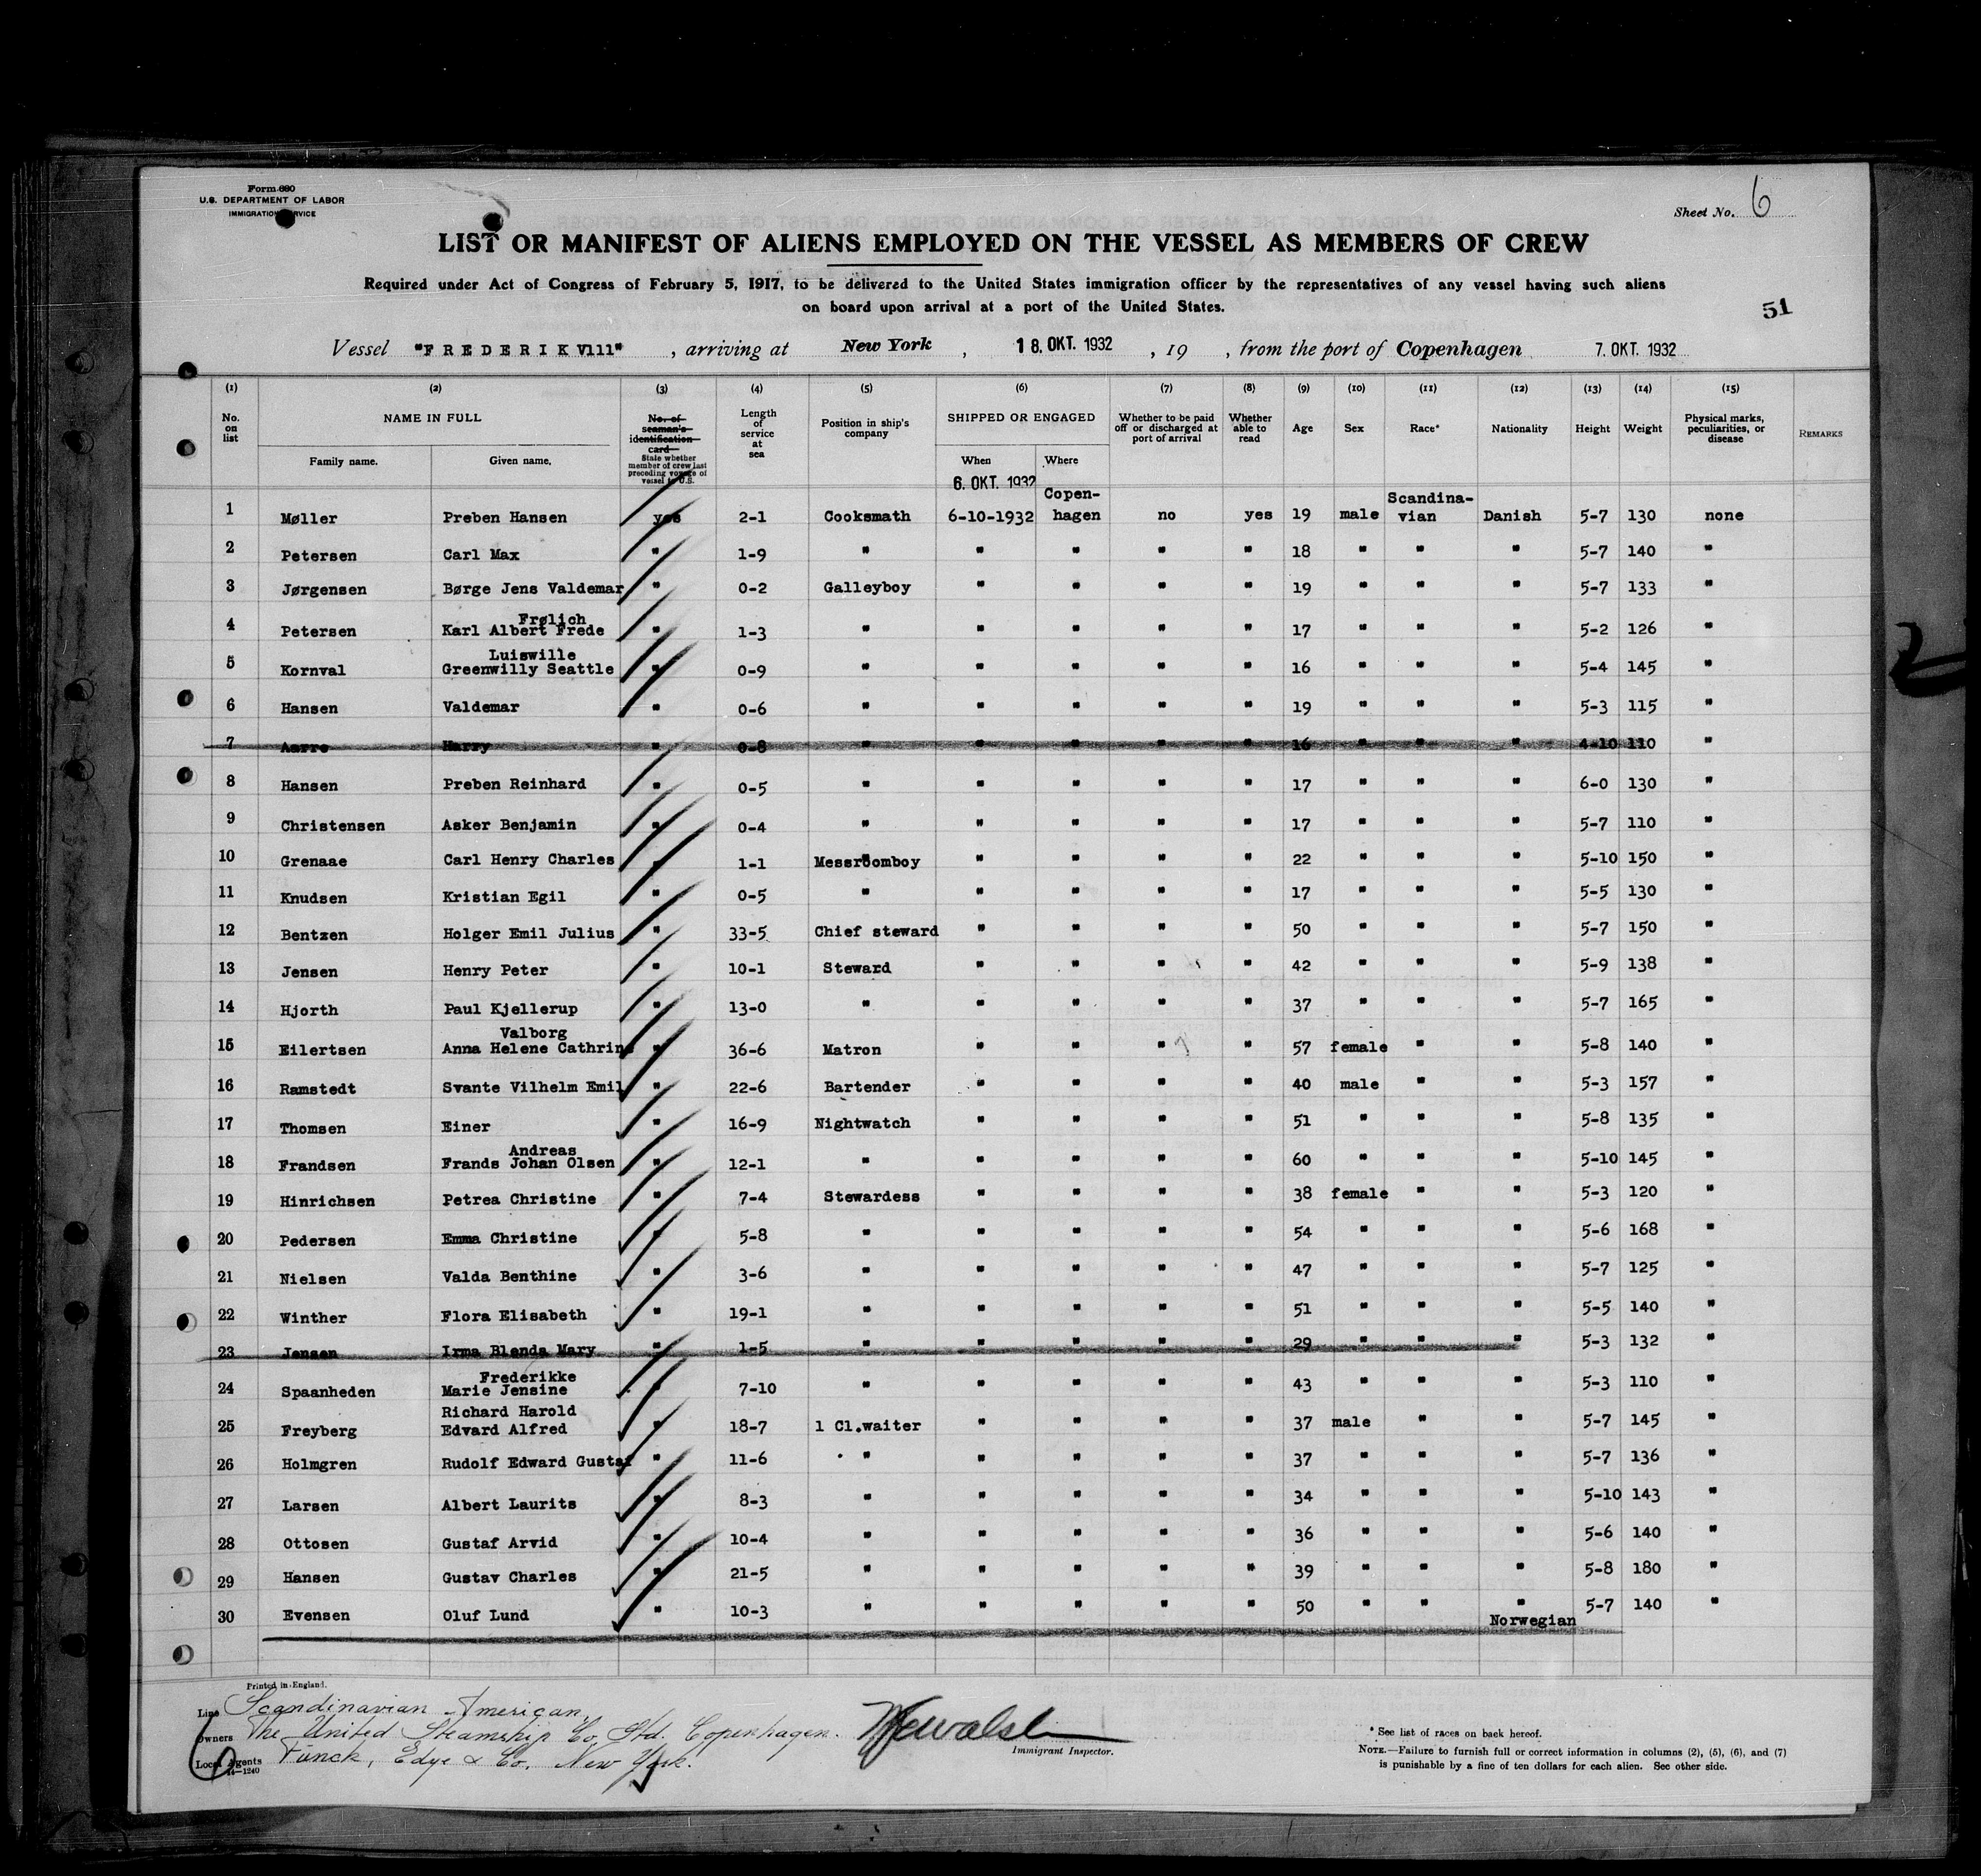 Form 680
U.S. DEPARTMENT OF LABOR
IMMIGRATION SERVICE
Sheet No. 6
LIST OR MANIFEST OF ALIENS EMPLOYED ON THE VESSEL AS MEMBERS OF CREW
Required under Act of Congress of February 5, 1917, to be delivered to the United States immigration officer by the representatives of any vessel having such aliens
on board upon arrival at a port of the United States.
51
Vessel "FREDERIK VIII", arriving at New York, 18. OKT. 1932, 19 , from the port of Copenhagen 7. OKT. 1932
(1) (2) (3) (4) (5) (6) (7) (8) (9) (10) (11) (12) (13) (14) (15)
No. on list NAME IN FULL No. of seaman's identification card State whether member of crew last preceding voyage of vessel to U.S. Length of service at sea Position in ship's company SHIPPED OR ENGAGED Whether to be paid off or discharged at port of arrival Whether able to read Age Sex Race* Nationality Height Weight Physical marks, peculiarities, or disease REMARKS
Family name. Given name. When Where
6. OKT. 1932
1 Møller Preben Hansen yes 2-1 Cooksmath 6-10-1932 Copen-hagen no yes 19 male Scandina-vian Danish 5-7 130 none
2 Petersen Carl Max " 1-9 " " " " " 18 " " " 5-7 140 "
3 Jørgensen Børge Jens Valdemar " 0-2 Galleyboy " " " " 19 " " " 5-7 133 "
4 Petersen Karl Albert Frede Frølich " 1-3 " " " " " 17 " " " 5-2 126 "
5 Kornval Greenwilly Seattle Luiswille " 0-9 " " " " " 16 " " " 5-4 145 "
6 Hansen Valdemar " 0-6 " " " " " 19 " " " 5-3 115 "
7 Aarre Harry " 0-8 " " " " " 16 " " " 4-10 110 "
8 Hansen Preben Reinhard " 0-5 " " " " " 17 " " " 6-0 130 "
9 Christensen Asker Benjamin " 0-4 " " " " " 17 " " " 5-7 110 "
10 Grenaae Carl Henry Charles " 1-1 Messroomboy " " " " 22 " " " 5-10 150 "
11 Knudsen Kristian Egil " 0-5 " " " " " 17 " " " 5-5 130 "
12 Bentzen Holger Emil Julius " 33-5 Chief steward " " " " 50 " " " 5-7 150 "
13 Jensen Henry Peter " 10-1 Steward " " " " 42 " " " 5-9 138 "
14 Hjorth Paul Kjellerup " 13-0 " " " " " 37 " " " 5-7 165 "
15 Eilertsen Anna Helene Cathrine Valborg " 36-6 Matron " " " " 57 female " " 5-8 140 "
16 Ramstedt Svante Vilhelm Emil " 22-6 Bartender " " " " 40 male " " 5-3 157 "
17 Thomsen Einer " 16-9 Nightwatch " " " " 51 " " " 5-8 135 "
18 Frandsen Frands Johan Olsen Andreas " 12-1 " " " " " 60 " " " 5-10 145 "
19 Hinrichsen Petrea Christine " 7-4 Stewardess " " " " 38 female " " 5-3 120 "
20 Pedersen Emma Christine " 5-8 " " " " " 54 " " " 5-6 168 "
21 Nielsen Valda Benthine " 3-6 " " " " " 47 " " " 5-7 125 "
22 Winther Flora Elisabeth " 19-1 " " " " " 51 " " " 5-5 140 "
23 Jensen Irma Blenda Mary " 1-5 " " " " " 29 " " " 5-3 132 "
24 Spaanheden Marie Jensine Frederikke " 7-10 " " " " " 43 " " " 5-3 110 "
25 Freyberg Richard Harold Edvard Alfred " 18-7 1 Cl.waiter " " " " 37 male " " 5-7 145 "
26 Holmgren Rudolf Edward Gustaf " 11-6 " " " " " 37 " " " 5-7 136 "
27 Larsen Albert Laurits " 8-3 " " " " " 34 " " " 5-10 143 "
28 Ottosen Gustaf Arvid " 10-4 " " " " " 36 " " " 5-6 140 "
29 Hansen Gustav Charles " 21-5 " " " " " 39 " " " 5-8 180 "
30 Evensen Oluf Lund " 10-3 " " " " " 50 " " " Norwegian 5-7 140 "
Printed in England.
Line Scandinavian American
Owners The United Steamship Co. Ltd. Copenhagen.
Local Agents Funck, Edye & Co. New York.
14-1240
Immigrant Inspector.
* See list of races on back hereof.
NOTE.—Failure to furnish full or correct information in columns (2), (5), (6), and (7)
is punishable by a fine of ten dollars for each alien. See other side.